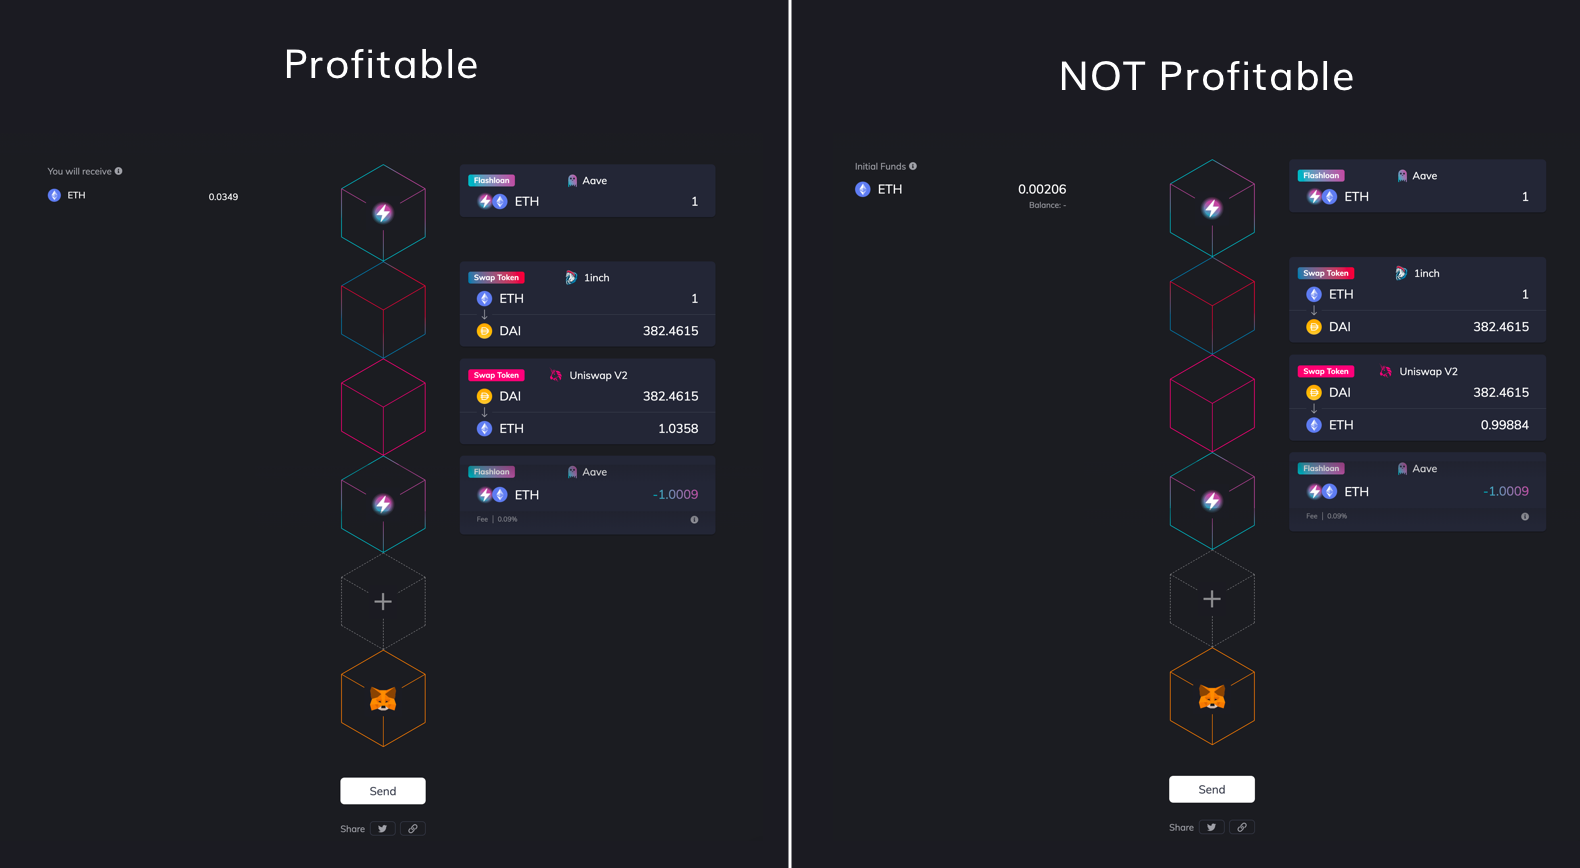 Profitable
You will receive
ETH 0.0349
Flashloan Aave
ETH 1
Swap Token 1inch
ETH 1
DAI 382.4615
Swap Token Uniswap V2
DAI 382.4615
ETH 1.0358
Flashloan Aave
ETH -1.0009
Fee | 0.09%
Send
Share
NOT Profitable
Initial Funds
ETH 0.00206
Balance: -
Flashloan Aave
ETH 1
Swap Token 1inch
ETH 1
DAI 382.4615
Swap Token Uniswap V2
DAI 382.4615
ETH 0.99884
Flashloan Aave
ETH -1.0009
Fee | 0.09%
Send
Share